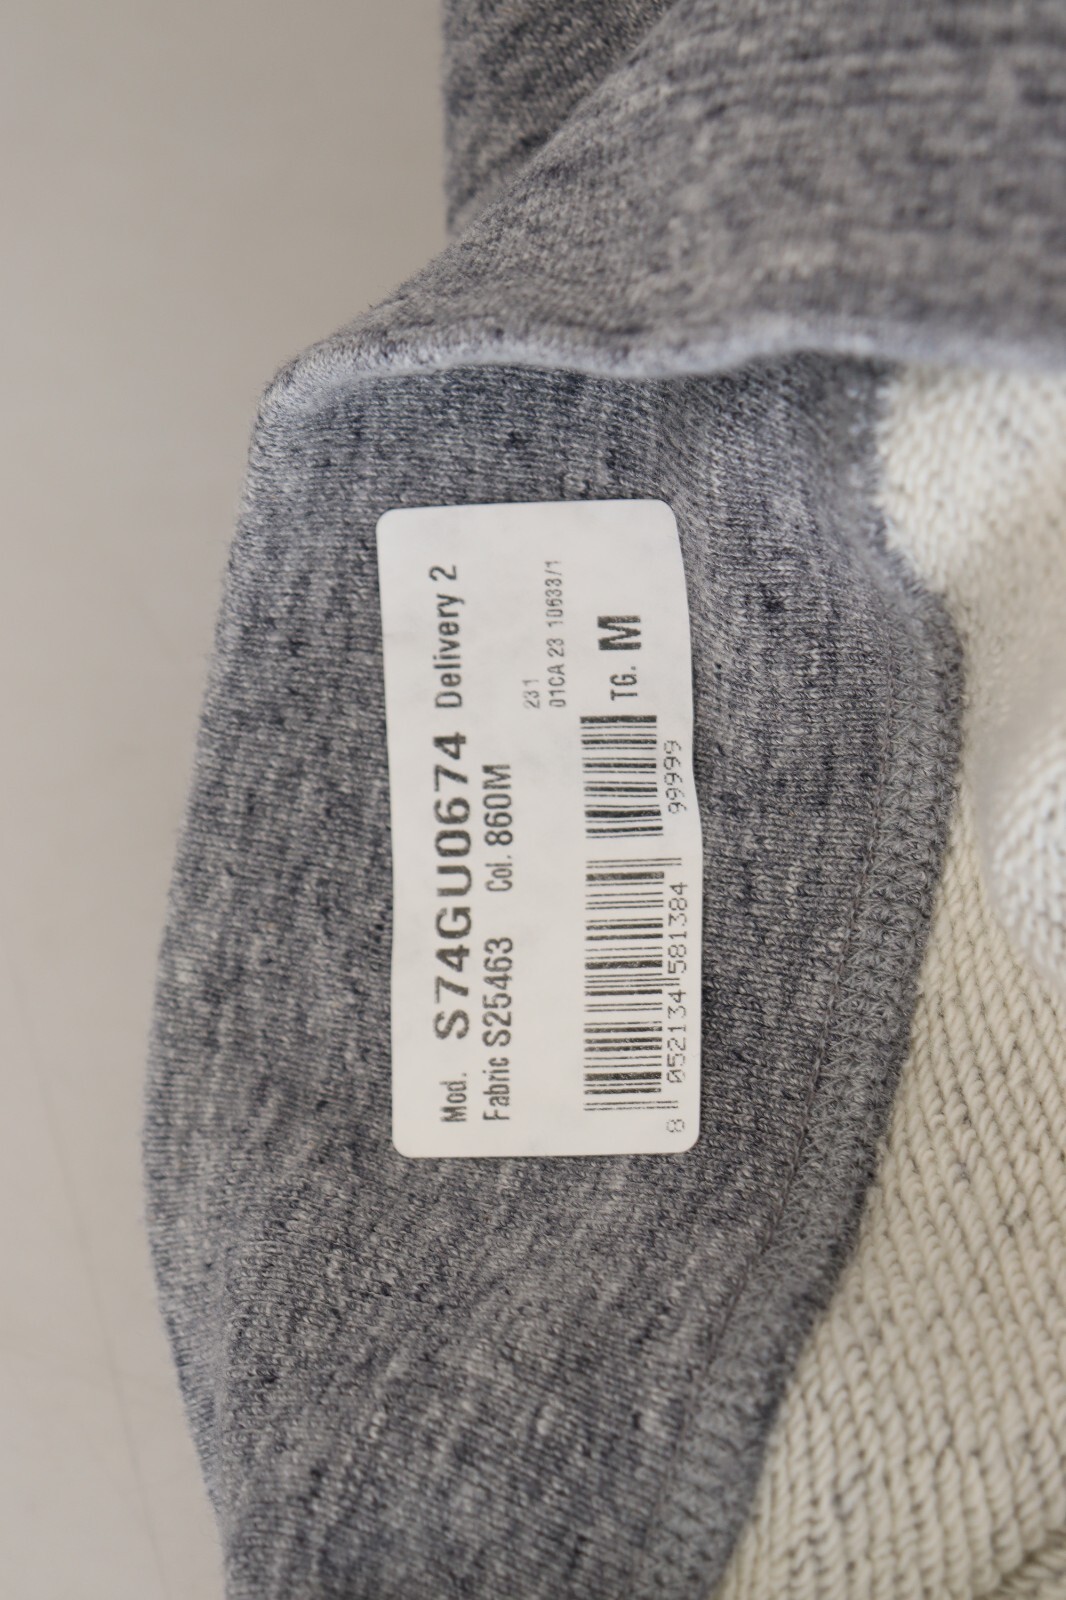 Mod. S74GU0674 Delivery 2
Fabric S25463 Col. 860M
231
01CA 23 10633/1
TG. M
8 052134 581384 99999